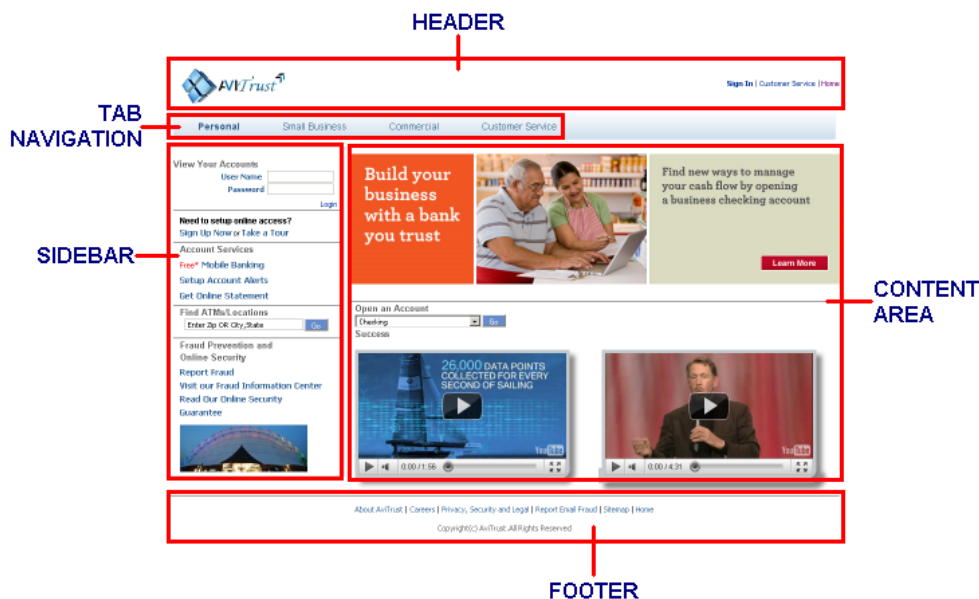 HEADER
AVITrust
Sign In | Customer Service | Home
TAB
NAVIGATION
Personal Small Business Commercial Customer Service
View Your Accounts
User Name
Password
Login
Need to setup online access?
Sign Up Now or Take a Tour
SIDEBAR
Account Services
Free* Mobile Banking
Setup Account Alerts
Get Online Statement
Find ATMs/Locations
Enter Zip OR City,State Go
Fraud Prevention and
Online Security
Report Fraud
Visit our Fraud Information Center
Read Our Online Security
Guarantee
Build your
business
with a bank
you trust
Find new ways to manage
your cash flow by opening
a business checking account
Learn More
CONTENT
AREA
Open an Account
Checking Go
Success
26,000 DATA POINTS
COLLECTED FOR EVERY
SECOND OF SAILING
YouTube
0:00 / 1:56
YouTube
0:00 / 4:31
About AviTrust | Careers | Privacy, Security and Legal | Report Email Fraud | Sitemap | Home
Copyright(c) AviTrust.All Rights Reserved
FOOTER